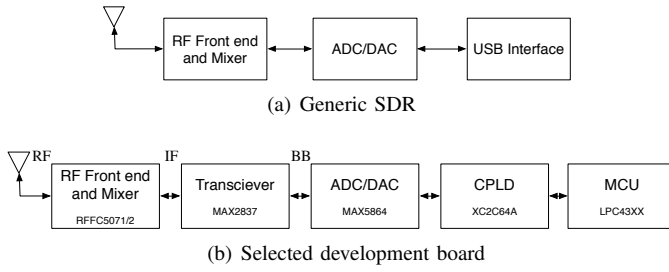 RF Front end
and Mixer
ADC/DAC
USB Interface
(a) Generic SDR
RF
IF
BB
RF Front end
and Mixer
RFFC5071/2
Transciever
MAX2837
ADC/DAC
MAX5864
CPLD
XC2C64A
MCU
LPC43XX
(b) Selected development board